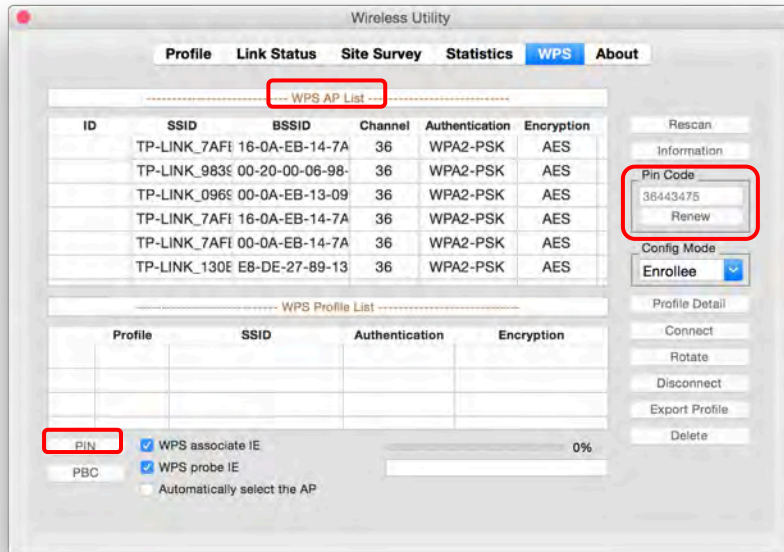 Wireless Utility
Profile Link Status Site Survey Statistics WPS About
WPS AP List
ID SSID BSSID Channel Authentication Encryption
TP-LINK_7AFE 16-0A-EB-14-7A 36 WPA2-PSK AES
TP-LINK_9839 00-20-00-06-98- 36 WPA2-PSK AES
TP-LINK_0969 00-0A-EB-13-09 36 WPA2-PSK AES
TP-LINK_7AFE 16-0A-EB-14-7A 36 WPA2-PSK AES
TP-LINK_7AFE 00-0A-EB-14-7A 36 WPA2-PSK AES
TP-LINK_130E E8-DE-27-89-13 36 WPA2-PSK AES
Rescan
Information
Pin Code
36443475
Renew
Config Mode
Enrollee
WPS Profile List
Profile SSID Authentication Encryption
Profile Detail
Connect
Rotate
Disconnect
Export Profile
Delete
PIN WPS associate IE 0%
PBC WPS probe IE
Automatically select the AP